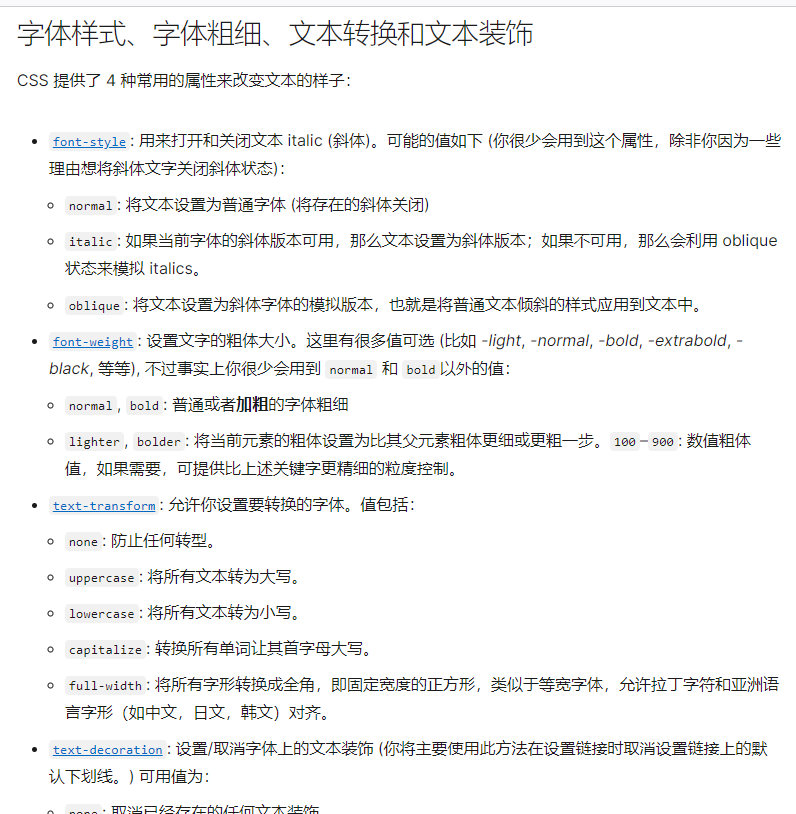 字体样式、字体粗细、文本转换和文本装饰
CSS 提供了 4 种常用的属性来改变文本的样子：
font-style：用来打开和关闭文本 italic (斜体)。可能的值如下 (你很少会用到这个属性，除非你因为一些
理由想将斜体文字关闭斜体状态)：
normal：将文本设置为普通字体 (将存在的斜体关闭)
italic：如果当前字体的斜体版本可用，那么文本设置为斜体版本；如果不可用，那么会利用 oblique
状态来模拟 italics。
oblique：将文本设置为斜体字体的模拟版本，也就是将普通文本倾斜的样式应用到文本中。
font-weight：设置文字的粗体大小。这里有很多值可选 (比如 -light, -normal, -bold, -extrabold, -
black, 等等), 不过事实上你很少会用到 normal 和 bold以外的值：
normal, bold：普通或者加粗的字体粗细
lighter, bolder：将当前元素的粗体设置为比其父元素粗体更细或更粗一步。100–900：数值粗体
值，如果需要，可提供比上述关键字更精细的粒度控制。
text-transform：允许你设置要转换的字体。值包括：
none：防止任何转型。
uppercase：将所有文本转为大写。
lowercase：将所有文本转为小写。
capitalize：转换所有单词让其首字母大写。
full-width：将所有字形转换成全角，即固定宽度的正方形，类似于等宽字体，允许拉丁字符和亚洲语
言字形（如中文，日文，韩文）对齐。
text-decoration：设置/取消字体上的文本装饰 (你将主要使用此方法在设置链接时取消设置链接上的默
认下划线。) 可用值为：
none：取消已经存在的任何文本装饰